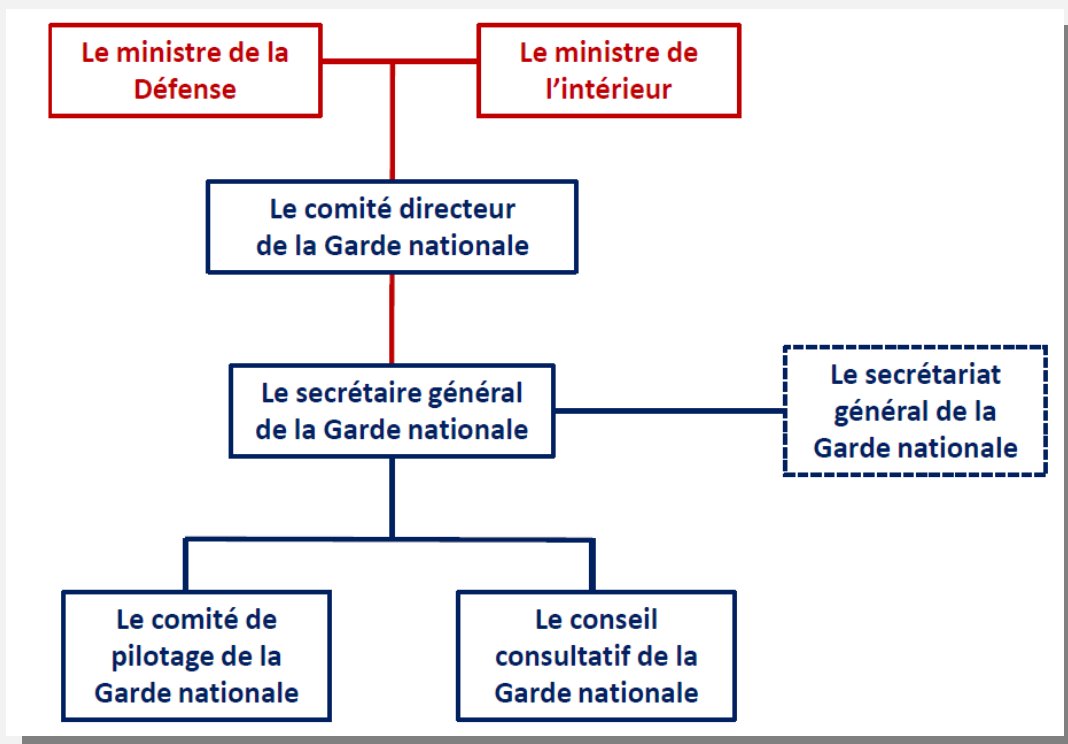 Le ministre de la
Défense
Le ministre de
l’intérieur
Le comité directeur
de la Garde nationale
Le secrétaire général
de la Garde nationale
Le secrétariat
général de la
Garde nationale
Le comité de
pilotage de la
Garde nationale
Le conseil
consultatif de la
Garde nationale